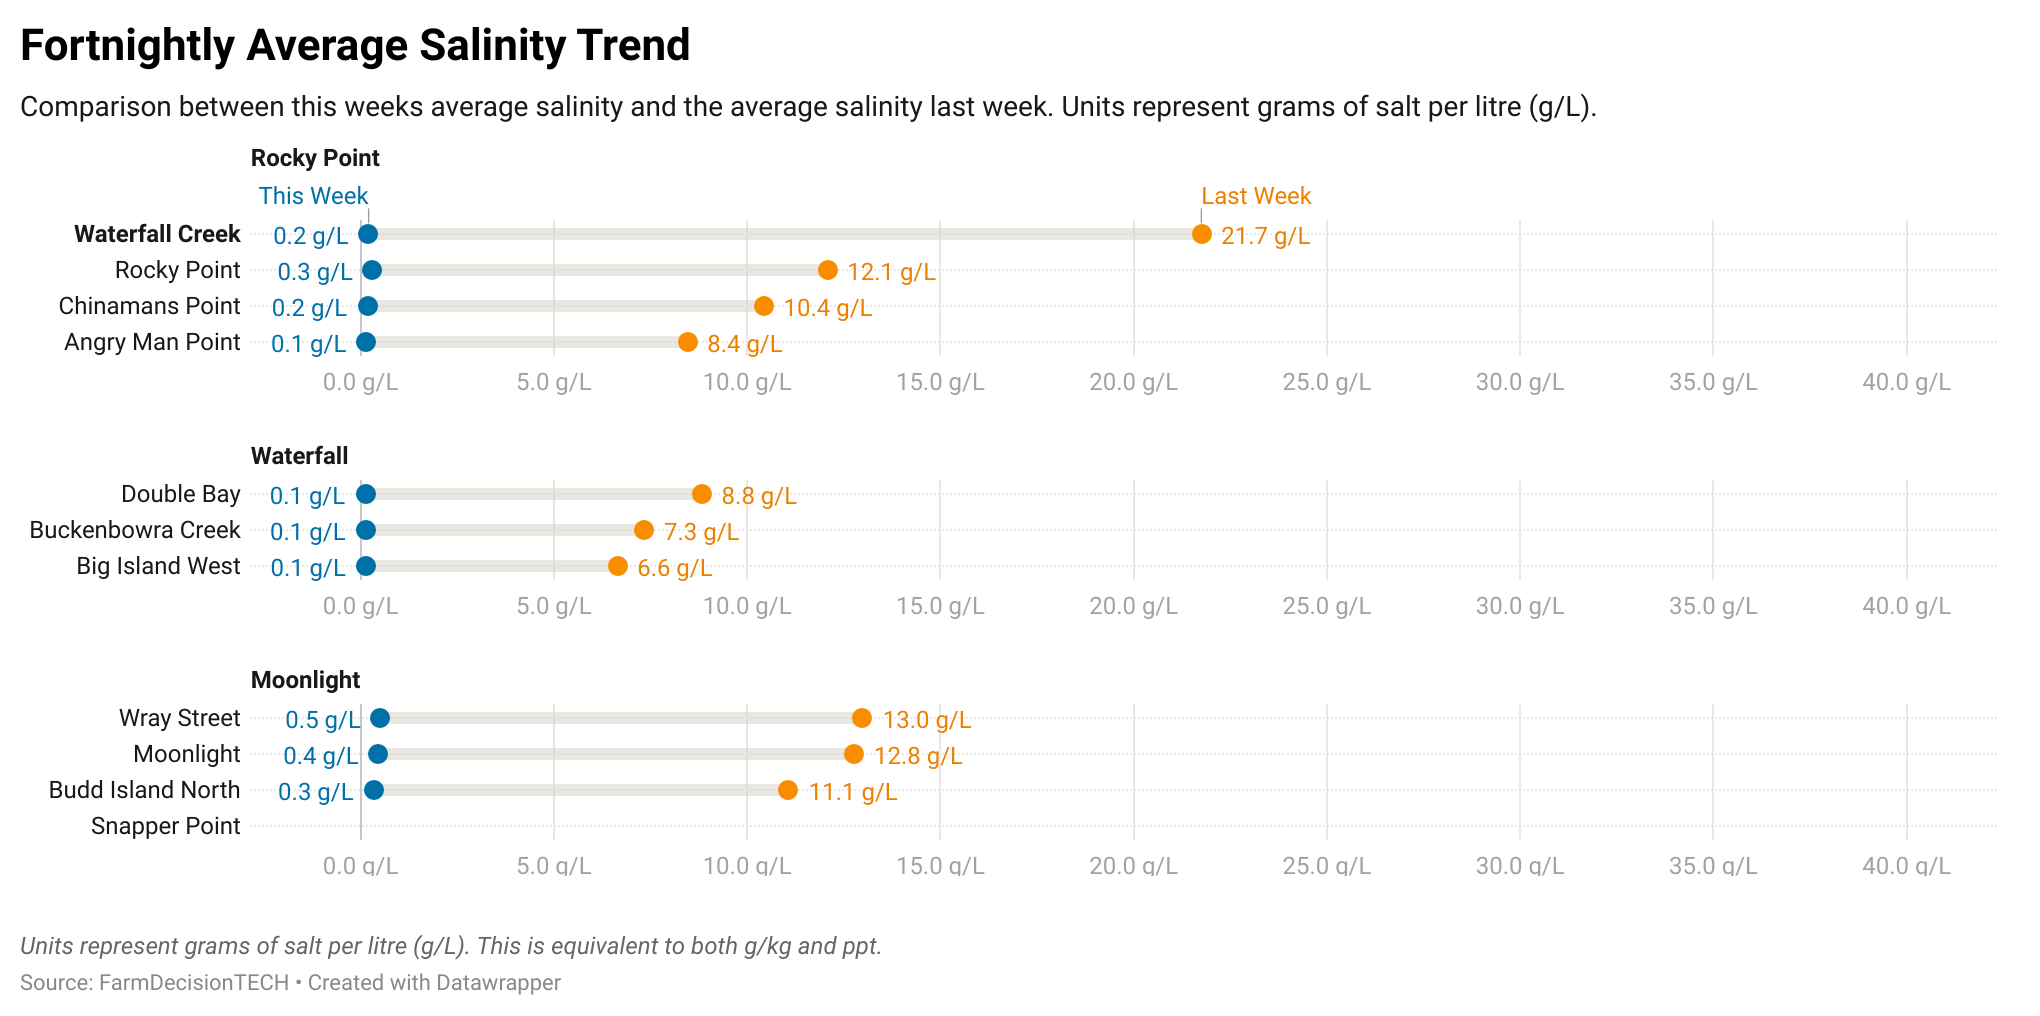 Fortnightly Average Salinity Trend
Comparison between this weeks average salinity and the average salinity last week. Units represent grams of salt per litre (g/L).
Rocky Point
This Week Last Week
Waterfall Creek 0.2 g/L 21.7 g/L
Rocky Point 0.3 g/L 12.1 g/L
Chinamans Point 0.2 g/L 10.4 g/L
Angry Man Point 0.1 g/L 8.4 g/L
0.0 g/L 5.0 g/L 10.0 g/L 15.0 g/L 20.0 g/L 25.0 g/L 30.0 g/L 35.0 g/L 40.0 g/L
Waterfall
Double Bay 0.1 g/L 8.8 g/L
Buckenbowra Creek 0.1 g/L 7.3 g/L
Big Island West 0.1 g/L 6.6 g/L
0.0 g/L 5.0 g/L 10.0 g/L 15.0 g/L 20.0 g/L 25.0 g/L 30.0 g/L 35.0 g/L 40.0 g/L
Moonlight
Wray Street 0.5 g/L 13.0 g/L
Moonlight 0.4 g/L 12.8 g/L
Budd Island North 0.3 g/L 11.1 g/L
Snapper Point
0.0 g/L 5.0 g/L 10.0 g/L 15.0 g/L 20.0 g/L 25.0 g/L 30.0 g/L 35.0 g/L 40.0 g/L
Units represent grams of salt per litre (g/L). This is equivalent to both g/kg and ppt.
Source: FarmDecisionTECH • Created with Datawrapper